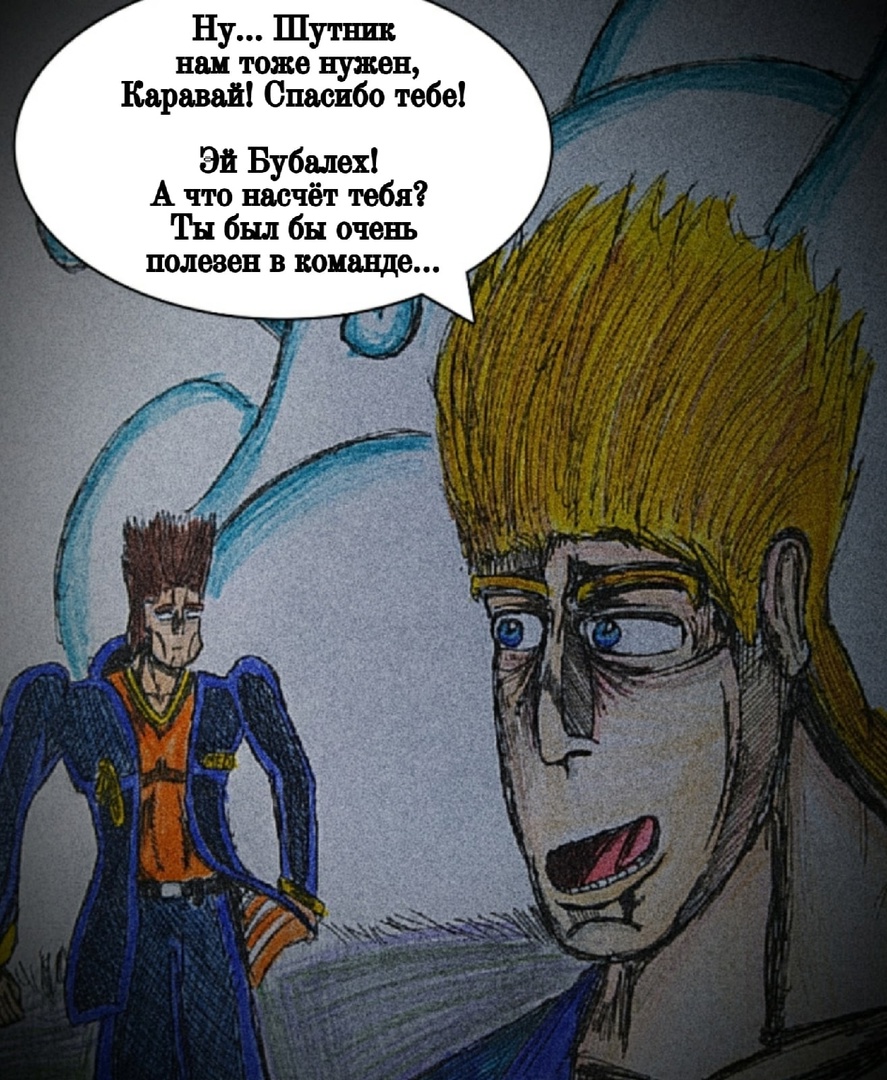 Ну... Шутник
нам тоже нужен,
Каравай! Спасибо тебе!
Эй Бубалех!
А что насчёт тебя?
Ты был бы очень
полезен в команде...